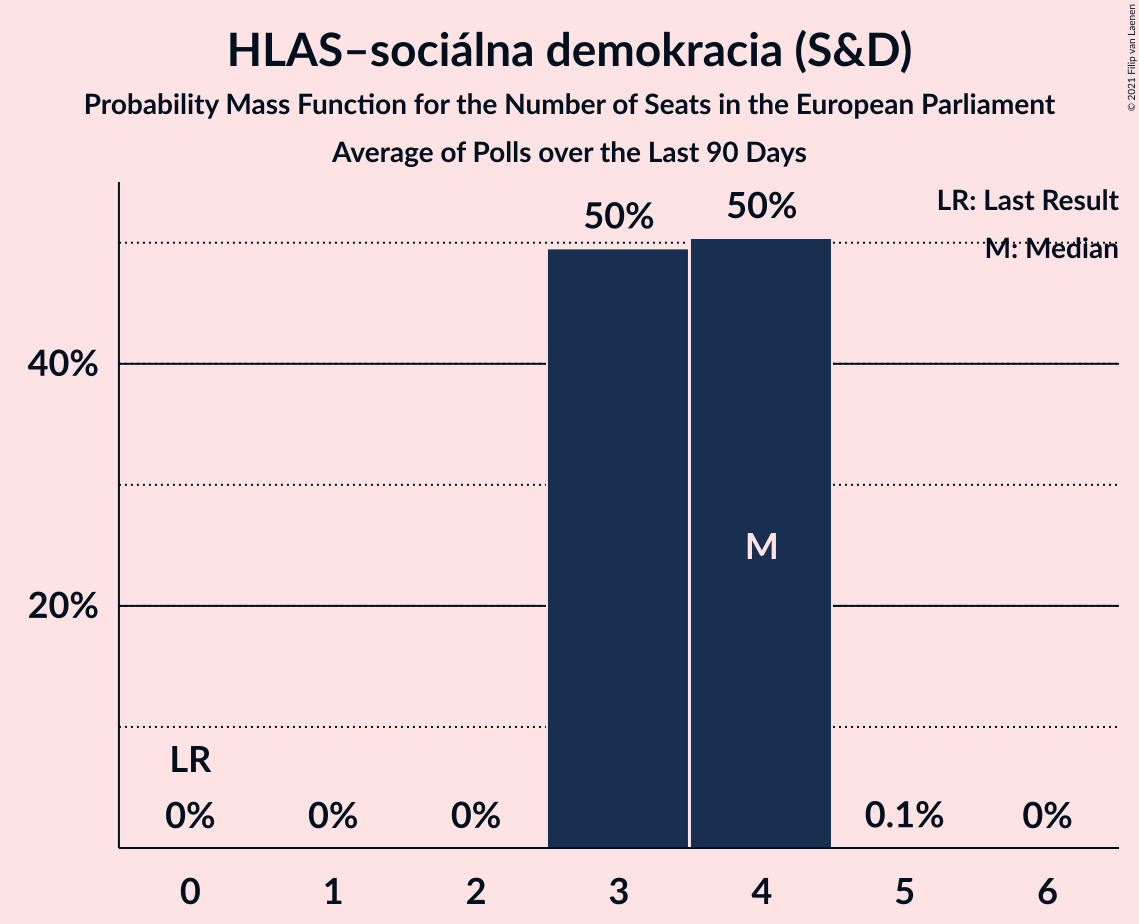 HLAS–sociálna demokracia (S&D)
Probability Mass Function for the Number of Seats in the European Parliament
Average of Polls over the Last 90 Days
© 2021 Filip van Laenen
LR: Last Result
M: Median
50%
50%
40%
20%
M
LR
0%
0%
0%
0.1%
0%
0
1
2
3
4
5
6